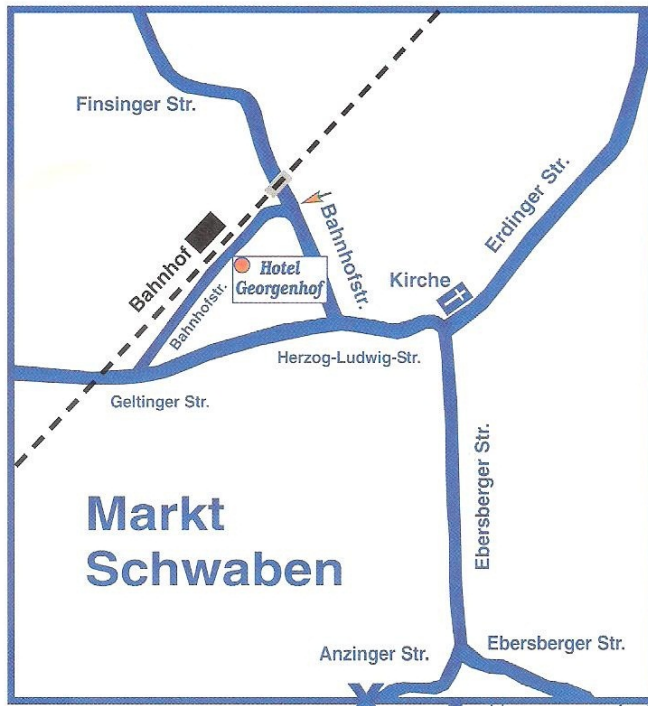 Finsinger Str.
Erdinger Str.
Bahnhofstr.
Bahnhof
Kirche
Hotel
Georgenhof
Bahnhofstr.
Herzog-Ludwig-Str.
Geltinger Str.
Ebersberger Str.
Markt
Schwaben
Anzinger Str.
Ebersberger Str.